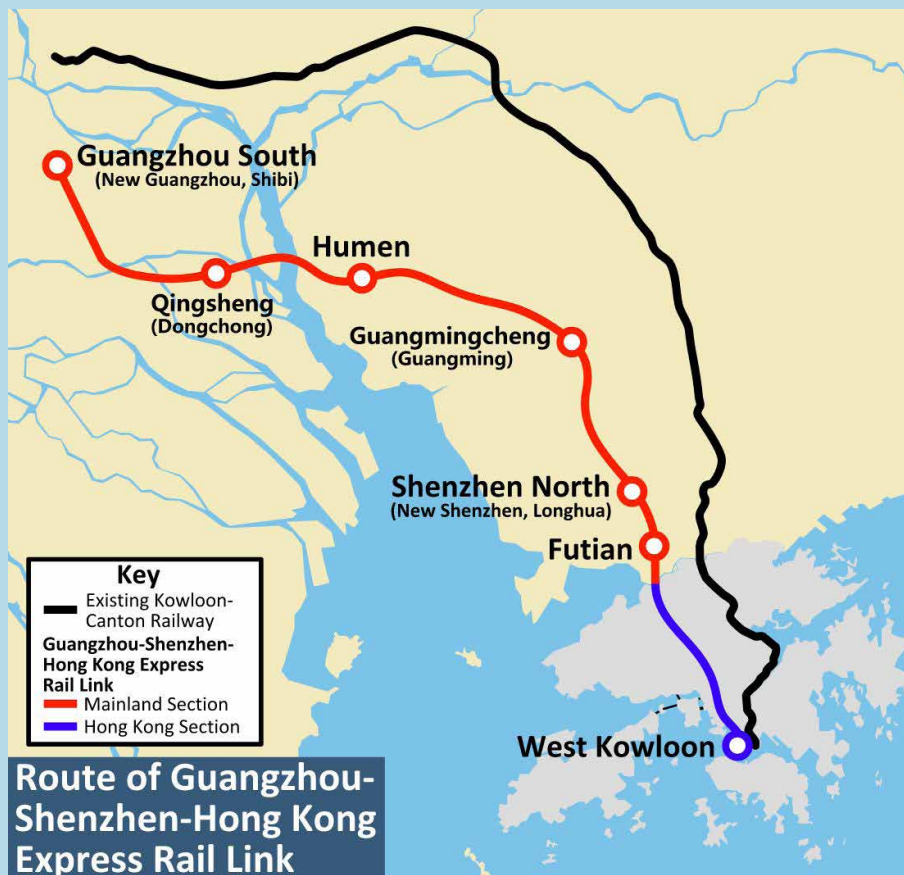 Guangzhou South
(New Guangzhou, Shibi)
Humen
Qingsheng
(Dongchong)
Guangmingcheng
(Guangming)
Shenzhen North
(New Shenzhen, Longhua)
Futian
West Kowloon
Key
Existing Kowloon-
Canton Railway
Guangzhou-Shenzhen-
Hong Kong Express
Rail Link
Mainland Section
Hong Kong Section
Route of Guangzhou-
Shenzhen-Hong Kong
Express Rail Link